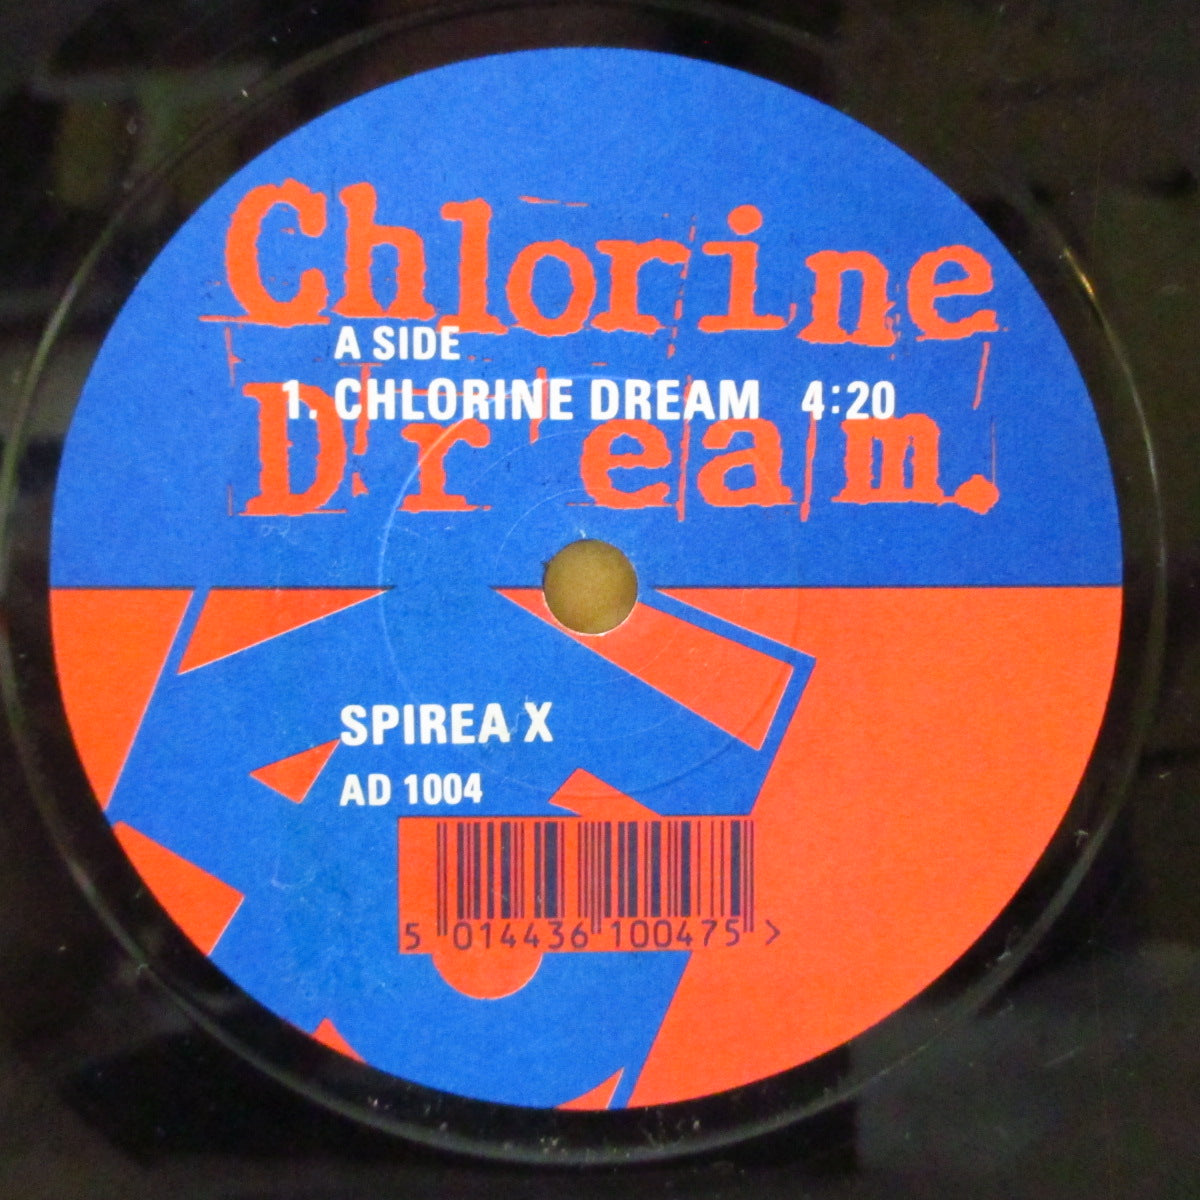 Chlorine
A SIDE
1. CHLORINE DREAM 4:20
Dream.
SPIREA X
AD 1004
5 014436 100475 >